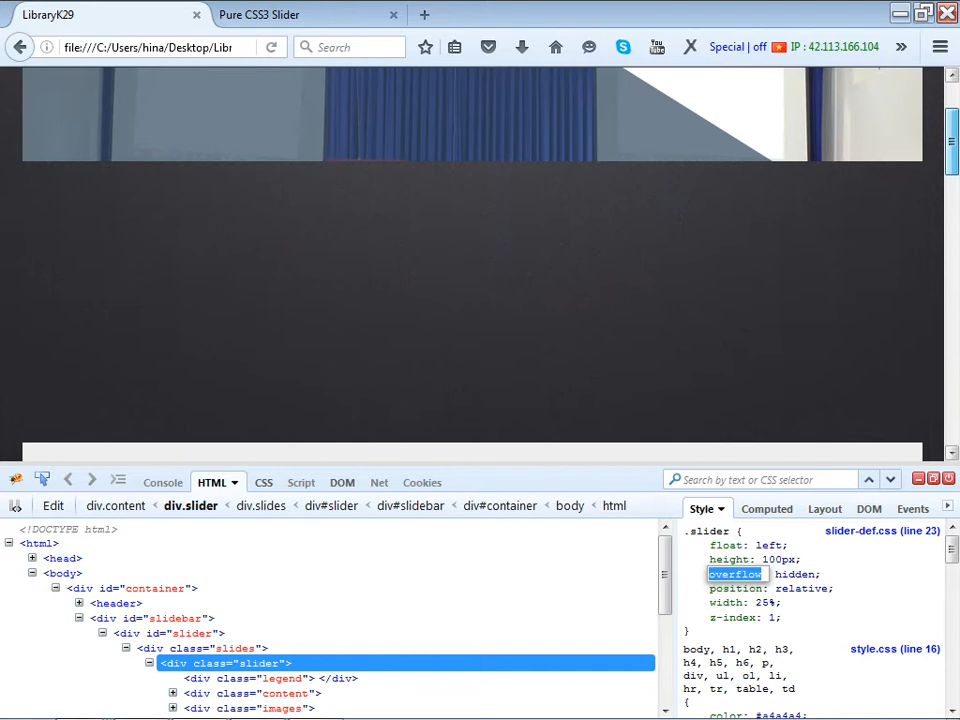 LibraryK29
Pure CSS3 Slider
file:///C:/Users/hina/Desktop/Libr
Search
You
Tube
Special | off
IP : 42.113.166.104
Console
HTML
CSS
Script
DOM
Net
Cookies
Search by text or CSS selector
Edit
div.content
div.slider
div.slides
div#slider
div#slidebar
div#container
body
html
Style
Computed
Layout
DOM
Events
<!DOCTYPE html>
<html>
<head>
<body>
<div id="container">
<header>
<div id="slidebar">
<div id="slider">
<div class="slides">
<div class="slider">
<div class="legend"> </div>
<div class="content">
<div class="images">
.slider {
slider-def.css (line 23)
float: left;
height: 100px;
overflow hidden;
position: relative;
width: 25%;
z-index: 1;
}
body, h1, h2, h3,
style.css (line 16)
h4, h5, h6, p,
div, ul, ol, li,
hr, tr, table, td
{
color: #a4a4a4;